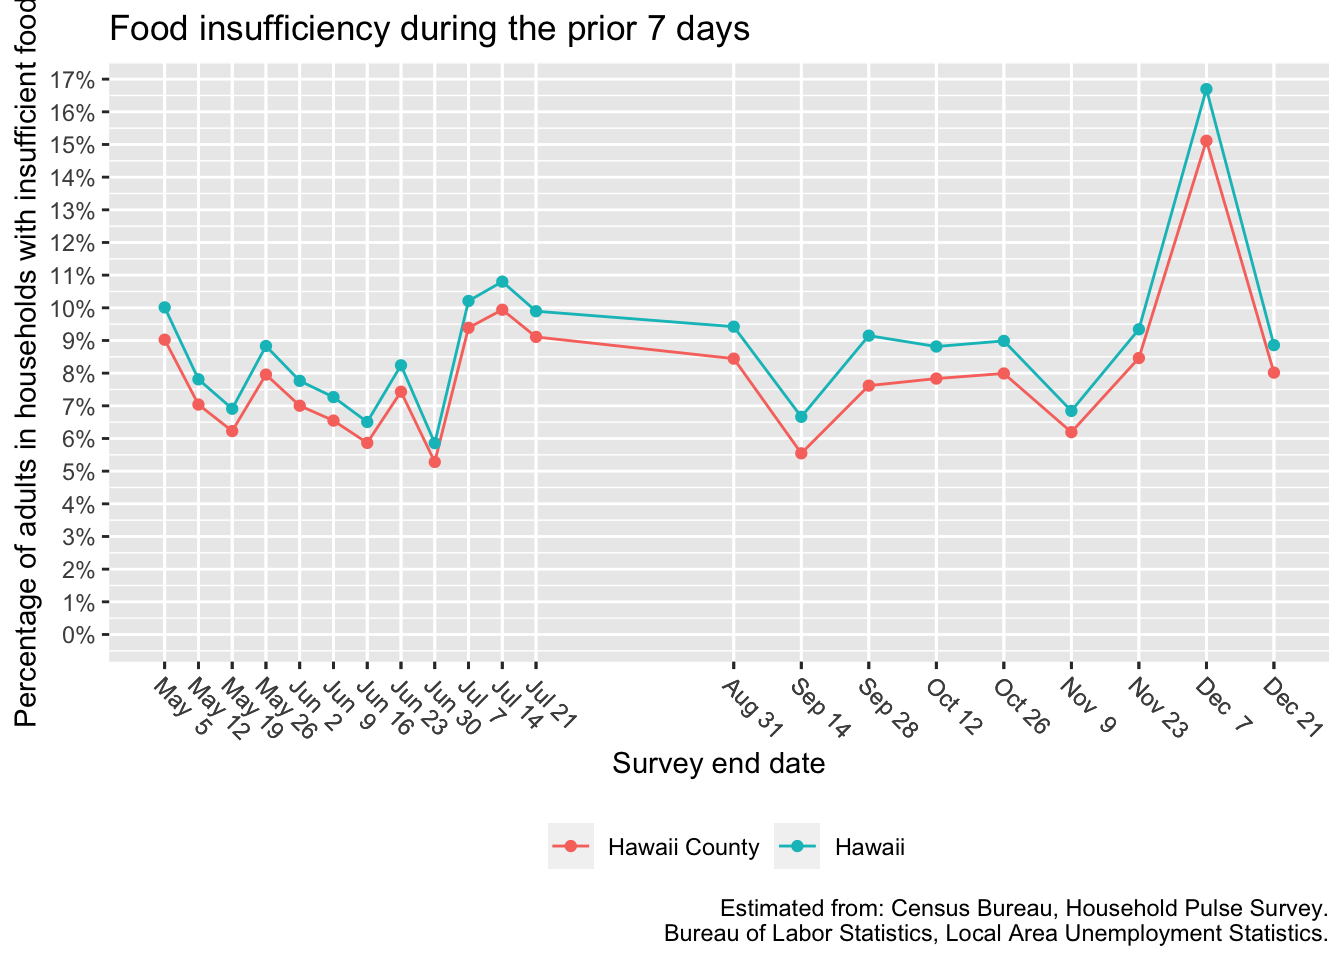 Food insufficiency during the prior 7 days
Percentage of adults in households with insufficient food
17%
16%
15%
14%
13%
12%
11%
10%
9%
8%
7%
6%
5%
4%
3%
2%
1%
0%
May 5
May 12
May 19
May 26
Jun 2
Jun 9
Jun 16
Jun 23
Jun 30
Jul 7
Jul 14
Jul 21
Aug 31
Sep 14
Sep 28
Oct 12
Oct 26
Nov 9
Nov 23
Dec 7
Dec 21
Survey end date
Hawaii County
Hawaii
Estimated from: Census Bureau, Household Pulse Survey.
Bureau of Labor Statistics, Local Area Unemployment Statistics.